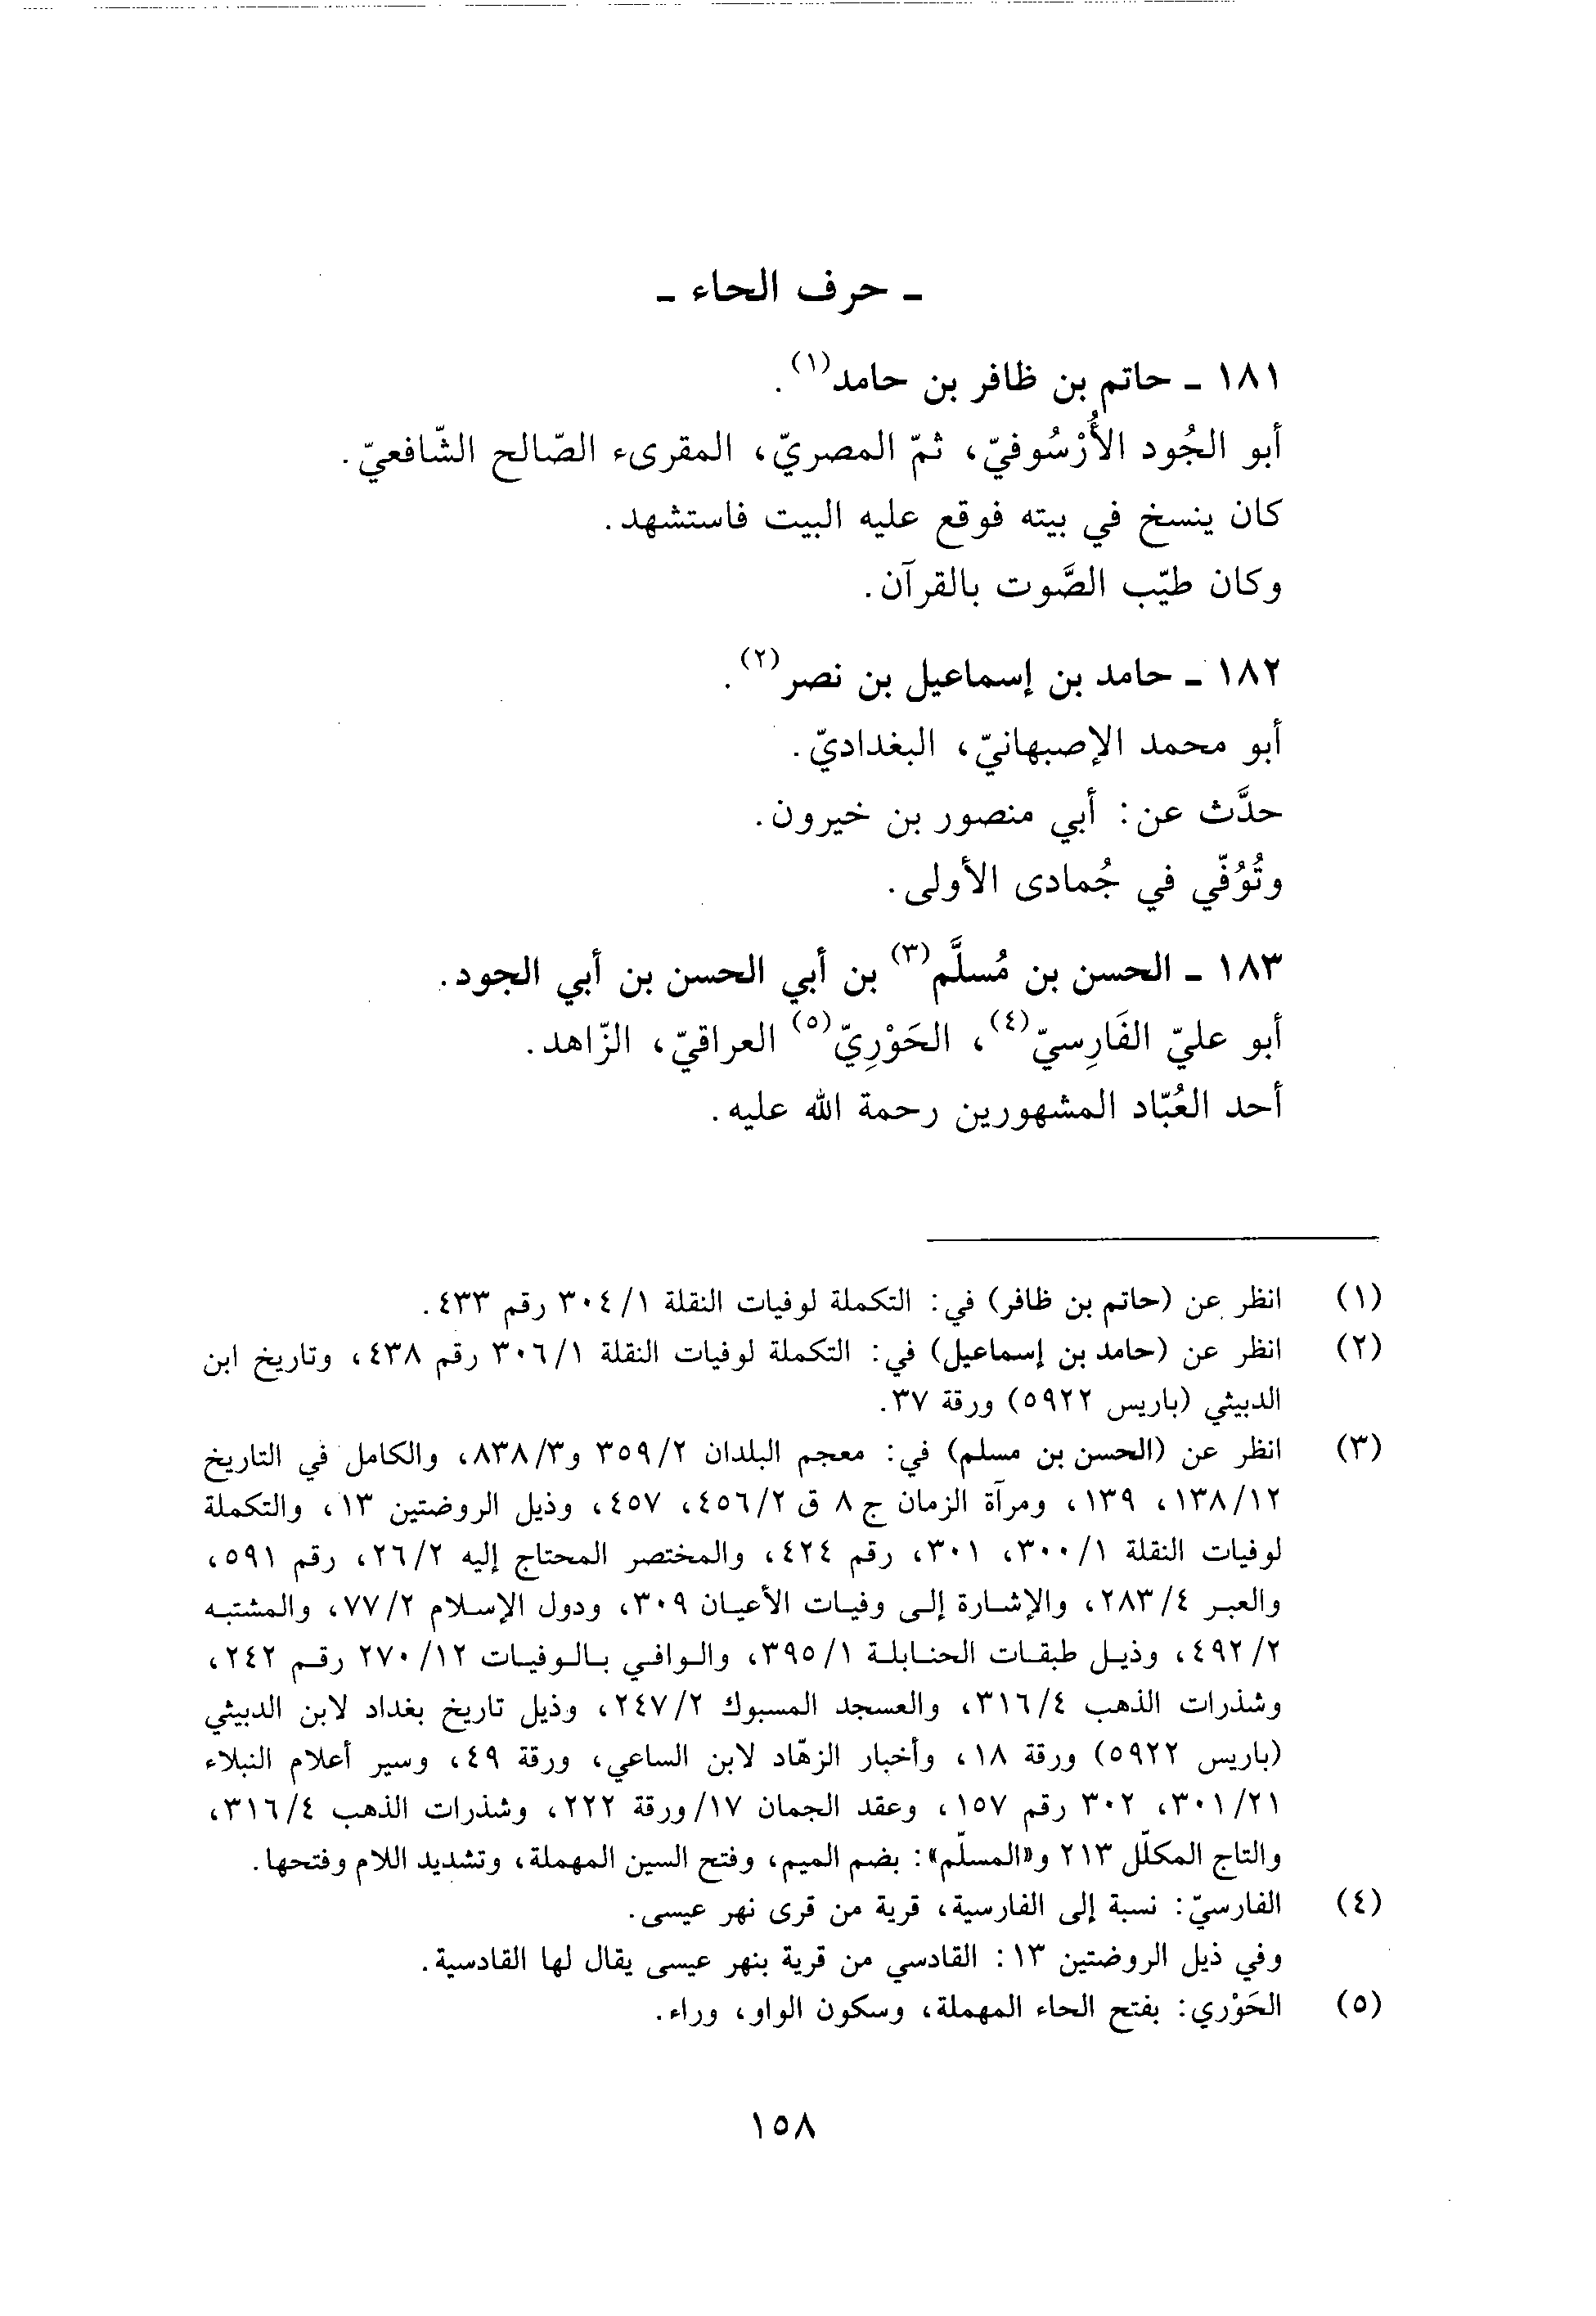 ـ حرف الحاء ـ
١٨١ ـ حاتم بن ظافر بن حامد(١).
أبو الجُود الأُرْسُوفيّ، ثمّ المصريّ، المقرىء الصّالح الشّافعيّ.
كان ينسخ في بيته فوقع عليه البيت فاستشهد.
وكان طيّب الصَّوت بالقرآن.
١٨٢ ـ حامد بن إسماعيل بن نصر(٢).
أبو محمد الإصبهانيّ، البغداديّ.
حدَّث عن: أبي منصور بن خيرون.
وتُوُفّي في جُمادى الأولى.
١٨٣ ـ الحسن بن مُسلَّم(٣) بن أبي الحسن بن أبي الجود.
أبو عليّ الفَارِسيّ(٤)، الحَوْرِيّ(٥) العراقيّ، الزّاهد.
أحد العُبّاد المشهورين رحمة الله عليه.
(١) انظر عن (حاتم بن ظافر) في: التكملة لوفيات النقلة ١/ ٣٠٤ رقم ٤٣٣.
(٢) انظر عن (حامد بن إسماعيل) في: التكملة لوفيات النقلة ١/ ٣٠٦ رقم ٤٣٨، وتاريخ ابن
الدبيثي (باريس ٥٩٢٢) ورقة ٣٧.
(٣) انظر عن (الحسن بن مسلم) في: معجم البلدان ٢/ ٣٥٩ و٣/ ٨٣٨، والكامل في التاريخ
١٢/ ١٣٨، ١٣٩، ومرآة الزمان ج ٨ ق ٢/ ٤٥٦، ٤٥٧، وذيل الروضتين ١٣، والتكملة
لوفيات النقلة ١/ ٣٠٠، ٣٠١، رقم ٤٢٤، والمختصر المحتاج إليه ٢/ ٢٦، رقم ٥٩١،
والعبر ٤/ ٢٨٣، والإشارة إلى وفيات الأعيان ٣٠٩، ودول الإسلام ٢/ ٧٧، والمشتبه
٢/ ٤٩٢، وذيل طبقات الحنابلة ١/ ٣٩٥، والوافي بالوفيات ١٢/ ٢٧٠ رقم ٢٤٢،
وشذرات الذهب ٤/ ٣١٦، والعسجد المسبوك ٢/ ٢٤٧، وذيل تاريخ بغداد لابن الدبيثي
(باريس ٥٩٢٢) ورقة ١٨، وأخبار الزهّاد لابن الساعي، ورقة ٤٩، وسير أعلام النبلاء
٢١/ ٣٠١، ٣٠٢ رقم ١٥٧، وعقد الجمان ١٧/ ورقة ٢٢٢، وشذرات الذهب ٤/ ٣١٦،
والتاج المكلّل ٢١٣ و«المسلّم»: بضم الميم، وفتح السين المهملة، وتشديد اللام وفتحها.
(٤) الفارسيّ: نسبة إلى الفارسية، قرية من قرى نهر عيسى.
وفي ذيل الروضتين ١٣: القادسي من قرية بنهر عيسى يقال لها القادسية.
(٥) الحَوْري: بفتح الحاء المهملة، وسكون الواو، وراء.
١٥٨